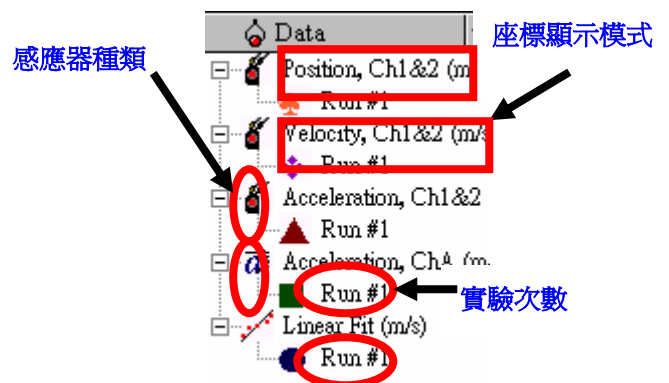 Data
座標顯示模式
感應器種類
Position, Ch1&2 (m
Run #1
Velocity, Ch1&2 (m/s
Run #1
Acceleration, Ch1&2
Run #1
Acceleration, ChA (m
Run #1
實驗次數
Linear Fit (m/s)
Run #1